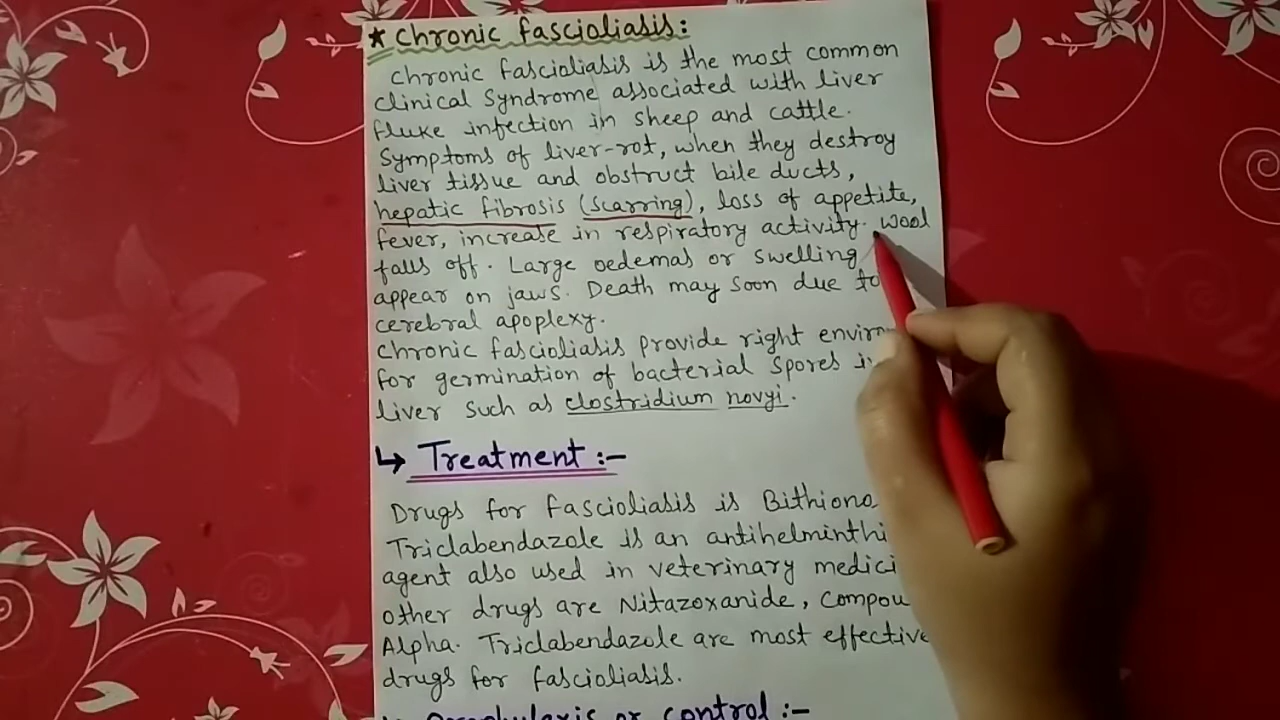 ★ Chronic fascioliasis:
Chronic fascioliasis is the most common
clinical syndrome associated with liver
fluke infection in sheep and cattle.
Symptoms of liver-rot, when they destroy
liver tissue and obstruct bile ducts,
hepatic fibrosis (scarring), loss of appetite,
fever, increase in respiratory activity. Wool
falls off. Large oedemas or swelling
appear on jaws. Death may soon due to
cerebral apoplexy.
Chronic fascioliasis provide right
for germination of bacterial spores
liver such as clostridium novyi.
↳ Treatment :-
Drugs for fascioliasis is
Triclabendazole is an
agent also used in veterinary
other drugs are Nitazoxanide,
Alpha. Triclabendazole are most effective
drugs for fascioliasis.
or control :-